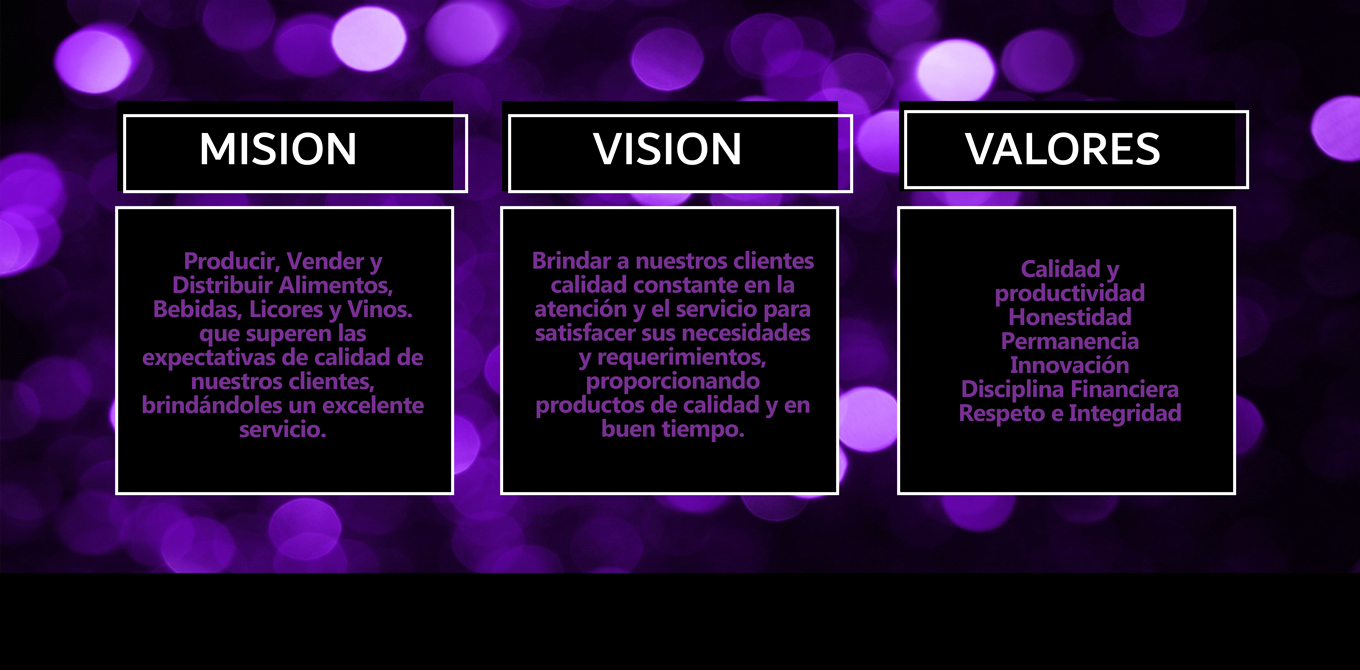 MISION
Producir, Vender y
Distribuir Alimentos,
Bebidas, Licores y Vinos.
que superen las
expectativas de calidad de
nuestros clientes,
brindándoles un excelente
servicio.
VISION
Brindar a nuestros clientes
calidad constante en la
atención y el servicio para
satisfacer sus necesidades
y requerimientos,
proporcionando
productos de calidad y en
buen tiempo.
VALORES
Calidad y
productividad
Honestidad
Permanencia
Innovación
Disciplina Financiera
Respeto e Integridad